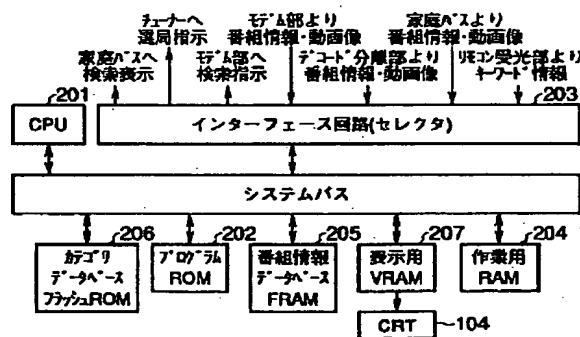 チューナーへ
選局指示
モデム部より
番組情報・動画像
家庭バスより
番組情報・動画像
家庭バスへ
検索表示
モデム部へ
検索指示
デコード分離部より
番組情報・動画像
リモコン受光部より
キーワード情報
201
CPU
インターフェース回路(セレクタ)
203
システムバス
206
カテゴリ
データベース
フラッシュROM
202
プログラム
ROM
205
番組情報
データベース
FRAM
207
表示用
VRAM
204
作業用
RAM
CRT
104